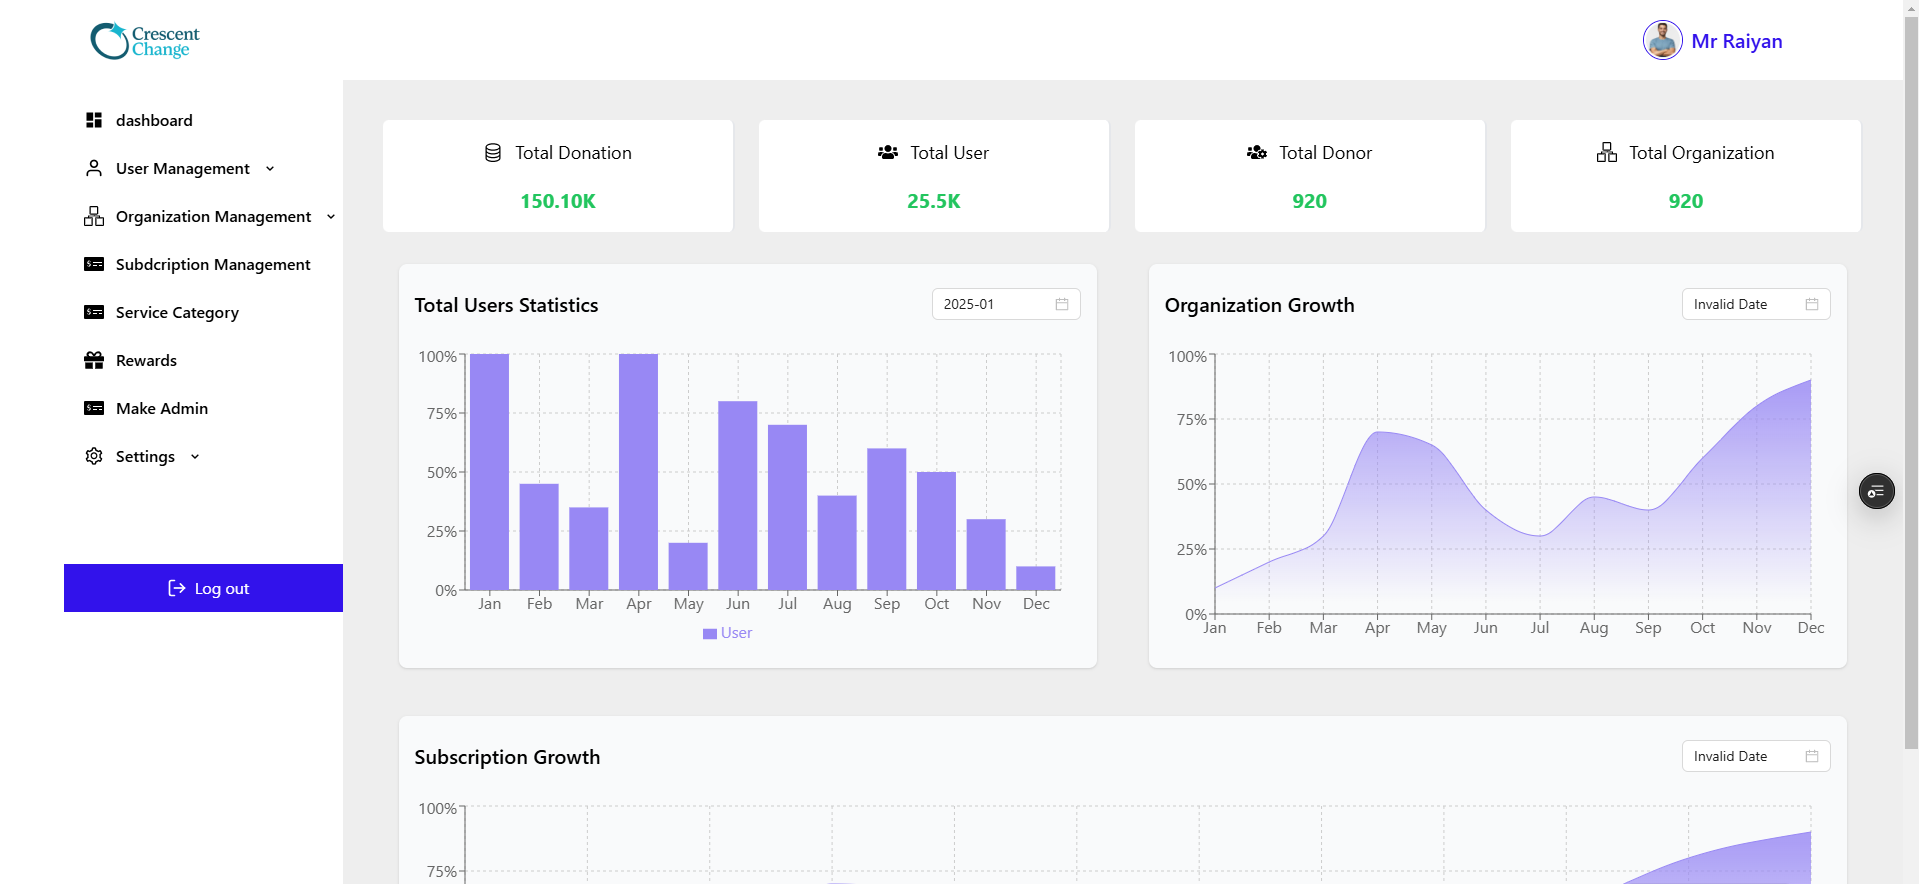 Crescent
Change
Mr Raiyan
dashboard
User Management
Organization Management
Subdcription Management
Service Category
Rewards
Make Admin
Settings
Log out
Total Donation
150.10K
Total User
25.5K
Total Donor
920
Total Organization
920
Total Users Statistics
2025-01
100%
75%
50%
25%
0%
Jan Feb Mar Apr May Jun Jul Aug Sep Oct Nov Dec
User
Organization Growth
Invalid Date
100%
75%
50%
25%
0%
Jan Feb Mar Apr May Jun Jul Aug Sep Oct Nov Dec
Subscription Growth
Invalid Date
100%
75%